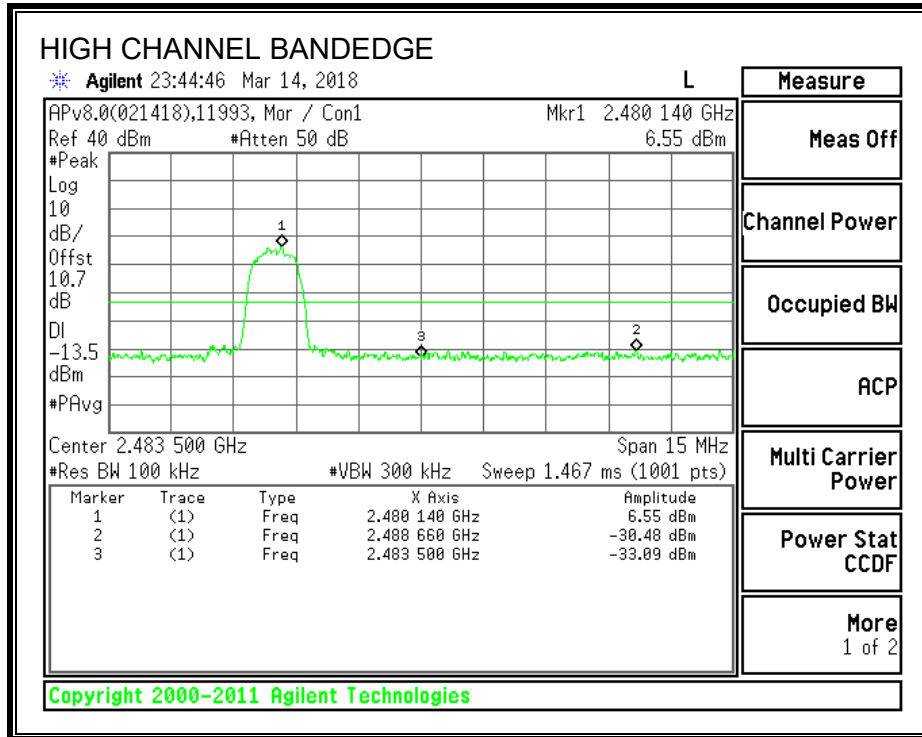 HIGH CHANNEL BANDEDGE
Agilent 23:44:46 Mar 14, 2018 L
Measure
APv8.0(021418),11993, Mor / Con1 Mkr1 2.480 140 GHz
Ref 40 dBm #Atten 50 dB 6.55 dBm
#Peak
Log
10
dB/
Offst
10.7
dB
DI
-13.5
dBm
#PAvg
1
3
2
Center 2.483 500 GHz Span 15 MHz
#Res BW 100 kHz #VBW 300 kHz Sweep 1.467 ms (1001 pts)
Marker Trace Type X Axis Amplitude
1 (1) Freq 2.480 140 GHz 6.55 dBm
2 (1) Freq 2.488 660 GHz -30.48 dBm
3 (1) Freq 2.483 500 GHz -33.09 dBm
Meas Off
Channel Power
Occupied BW
ACP
Multi Carrier
Power
Power Stat
CCDF
More
1 of 2
Copyright 2000-2011 Agilent Technologies